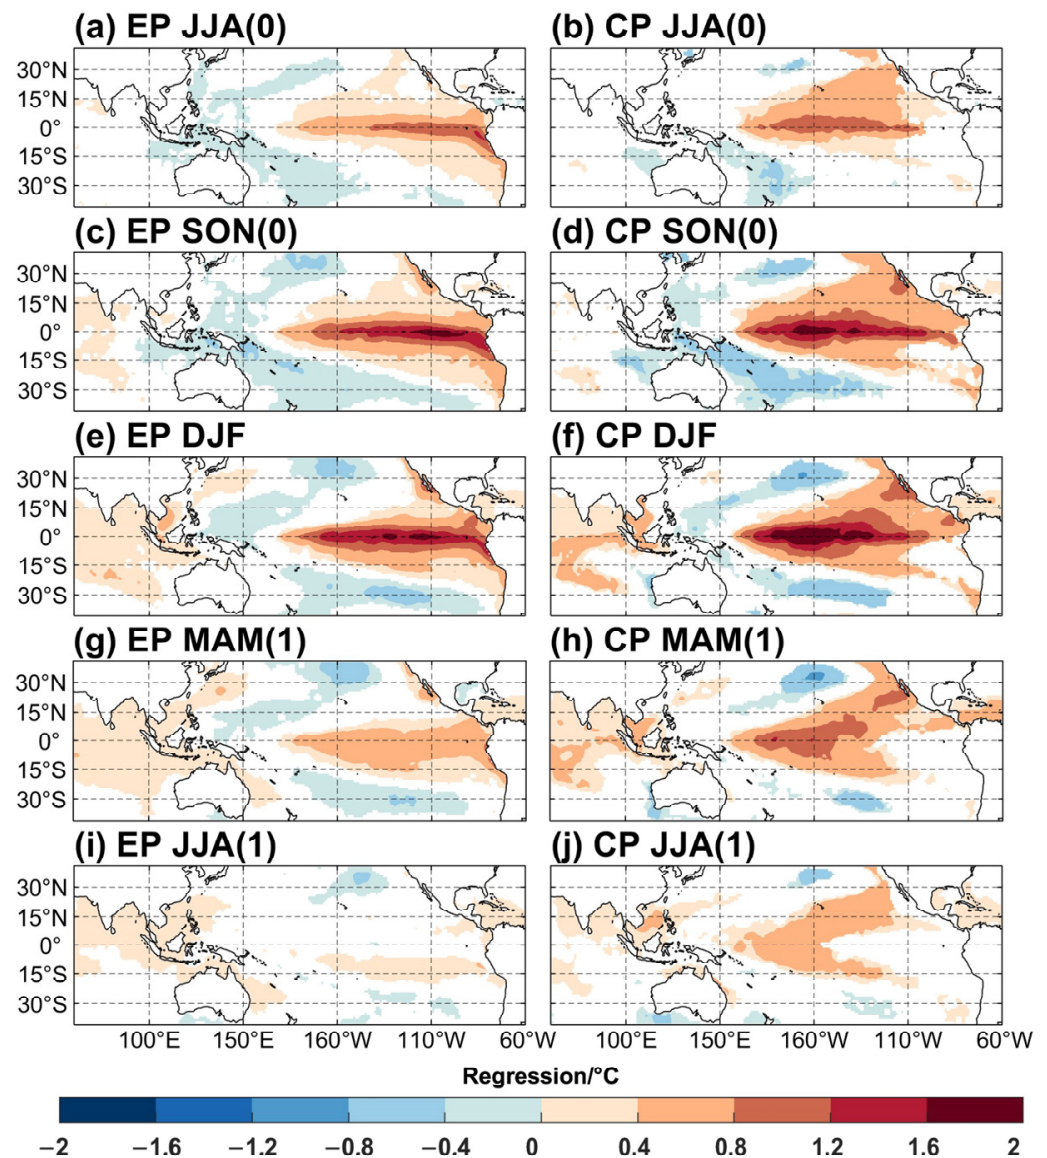 (a) EP JJA(0) (b) CP JJA(0)
30°N
15°N
0°
15°S
30°S
(c) EP SON(0) (d) CP SON(0)
30°N
15°N
0°
15°S
30°S
(e) EP DJF (f) CP DJF
30°N
15°N
0°
15°S
30°S
(g) EP MAM(1) (h) CP MAM(1)
30°N
15°N
0°
15°S
30°S
(i) EP JJA(1) (j) CP JJA(1)
30°N
15°N
0°
15°S
30°S
100°E 150°E 160°W 110°W 60°W 100°E 150°E 160°W 110°W 60°W
Regression/°C
−2 −1.6 −1.2 −0.8 −0.4 0 0.4 0.8 1.2 1.6 2